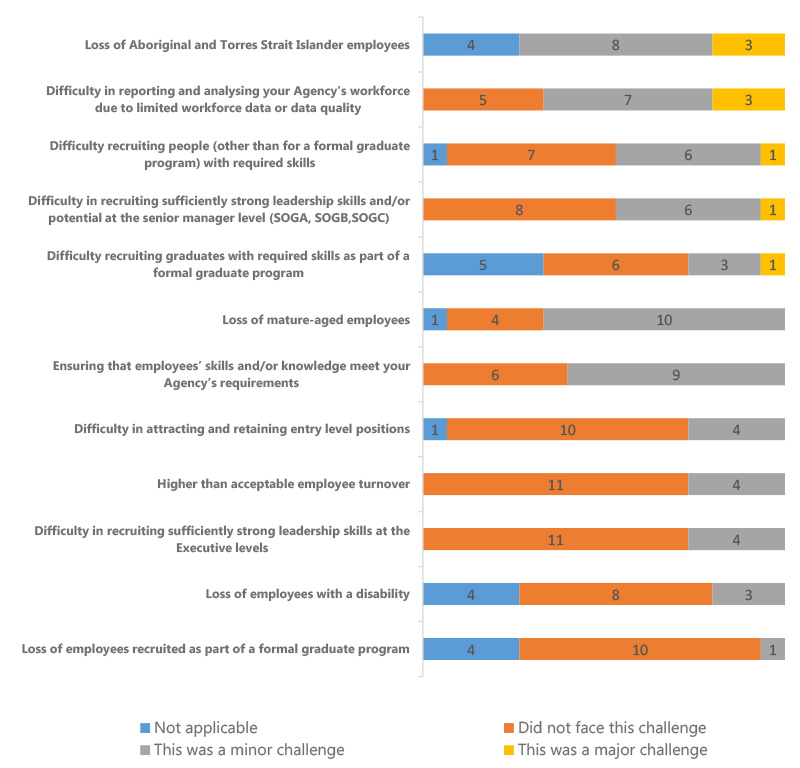 Loss of Aboriginal and Torres Strait Islander employees
4 8 3
Difficulty in reporting and analysing your Agency's workforce
due to limited workforce data or data quality
5 7 3
Difficulty recruiting people (other than for a formal graduate
program) with required skills
1 7 6 1
Difficulty in recruiting sufficiently strong leadership skills and/or
potential at the senior manager level (SOGA, SOGB,SOGC)
8 6 1
Difficulty recruiting graduates with required skills as part of a
formal graduate program
5 6 3 1
Loss of mature-aged employees
1 4 10
Ensuring that employees' skills and/or knowledge meet your
Agency's requirements
6 9
Difficulty in attracting and retaining entry level positions
1 10 4
Higher than acceptable employee turnover
11 4
Difficulty in recruiting sufficiently strong leadership skills at the
Executive levels
11 4
Loss of employees with a disability
4 8 3
Loss of employees recruited as part of a formal graduate program
4 10 1
Not applicable
Did not face this challenge
This was a minor challenge
This was a major challenge